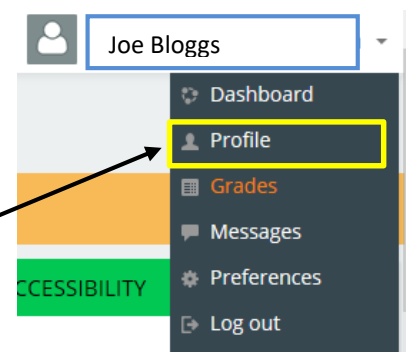 Joe Bloggs
Dashboard
Profile
Grades
Messages
CCESSIBILITY
Preferences
Log out